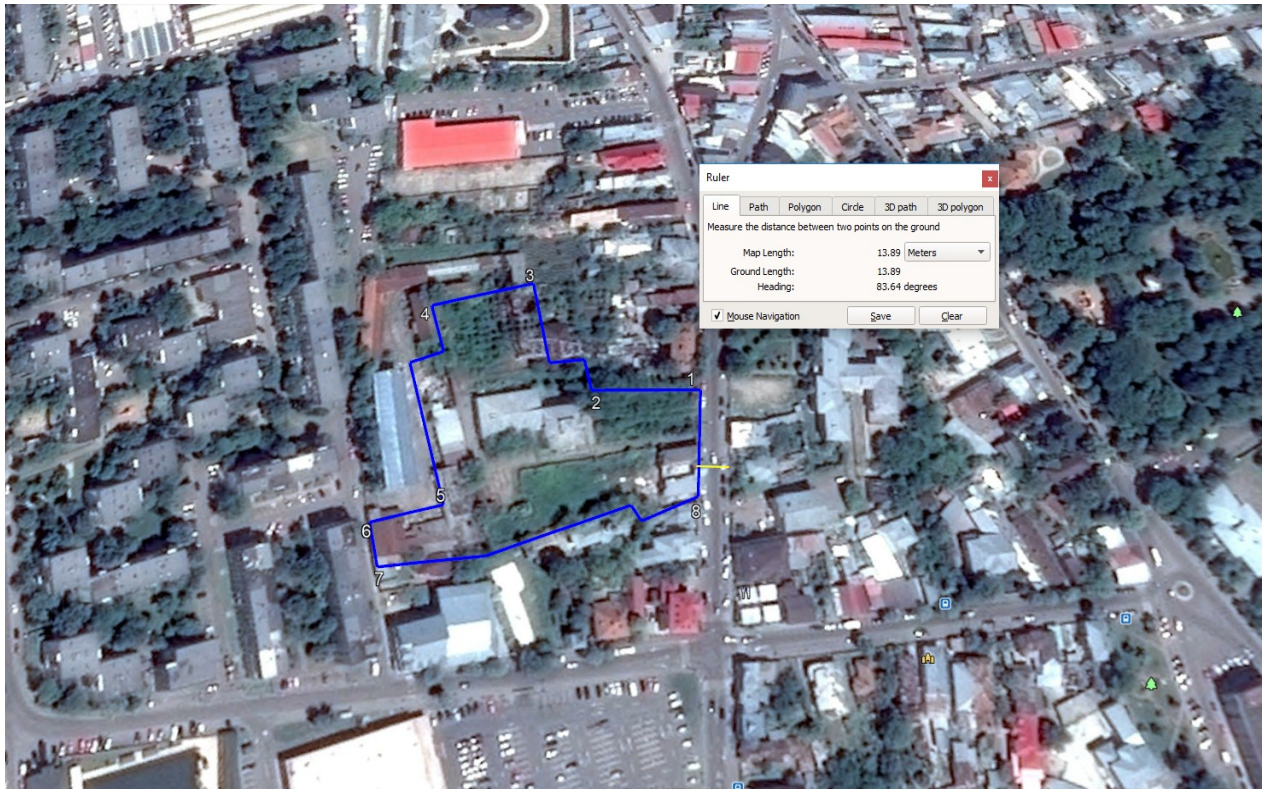 Ruler
x
Line Path Polygon Circle 3D path 3D polygon
Measure the distance between two points on the ground
Map Length: 13.89 Meters
Ground Length: 13.89
Heading: 83.64 degrees
Mouse Navigation Save Clear
3
4
1
2
5
8
6
7